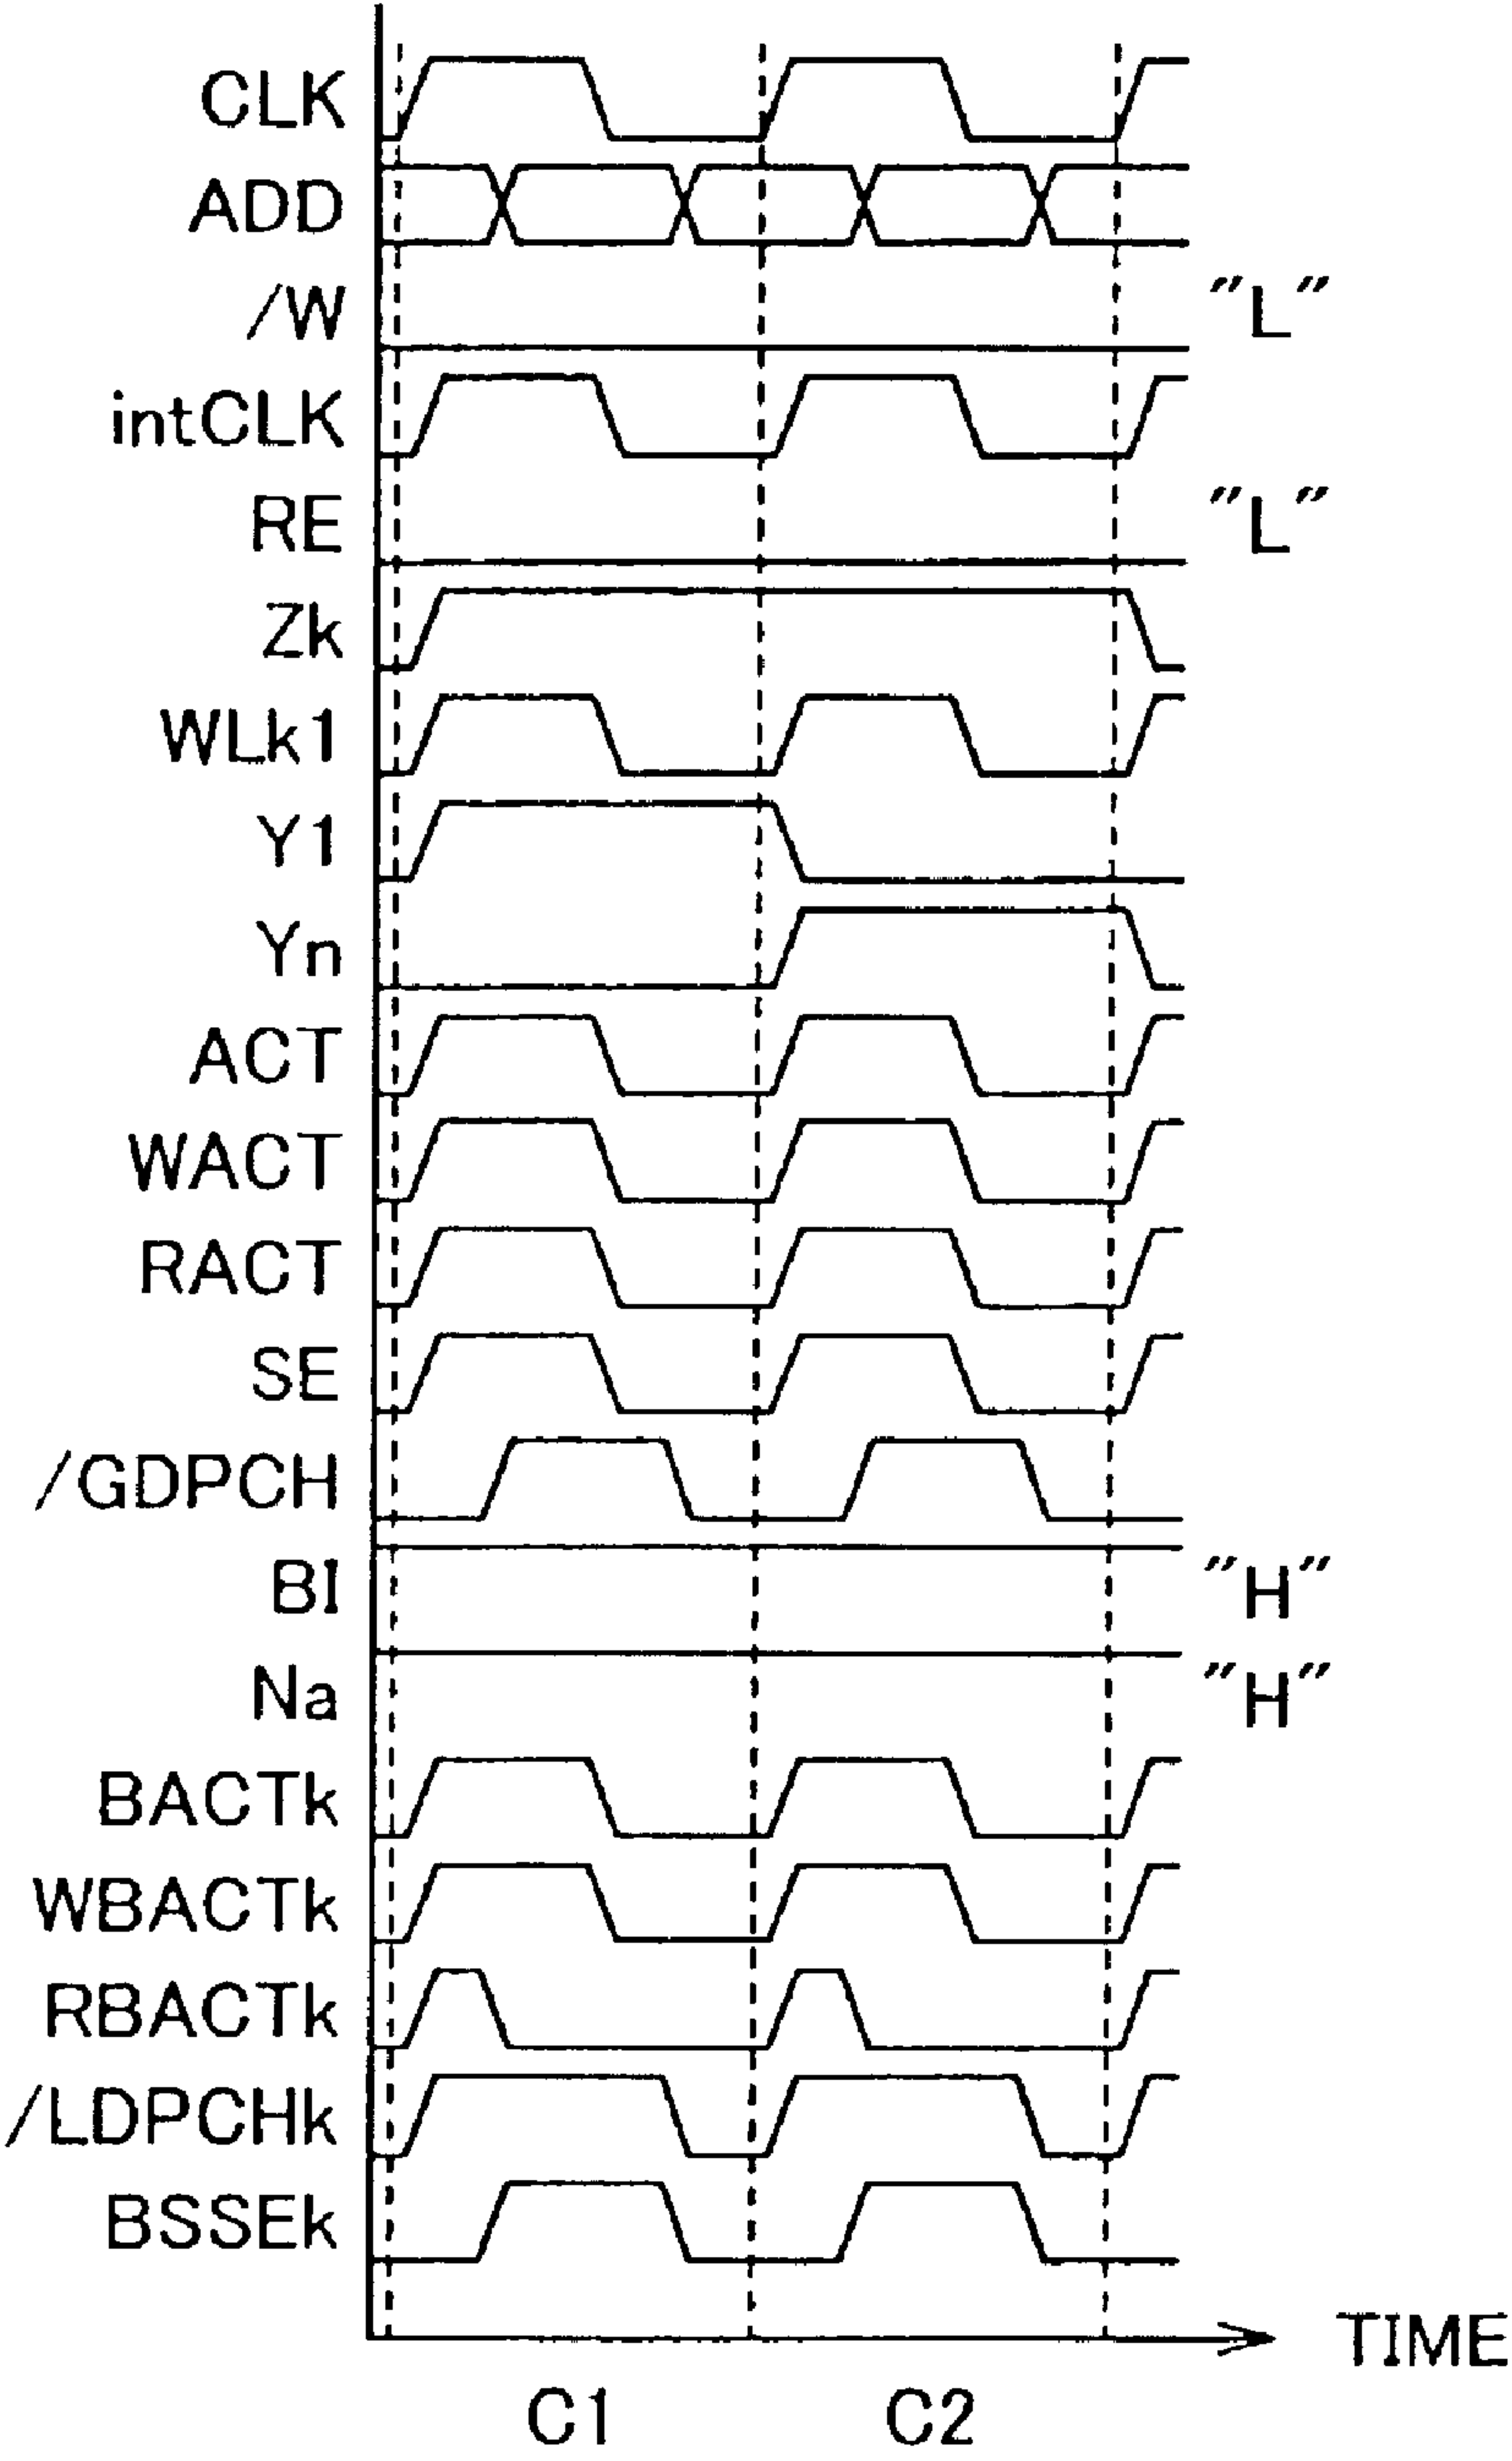 CLK
ADD
/W "L"
intCLK
RE "L"
Zk
WLk1
Y1
Yn
ACT
WACT
RACT
SE
/GDPCH
BI "H"
Na "H"
BACTk
WBACTk
RBACTk
/LDPCHk
BSSEk
TIME
C1 C2